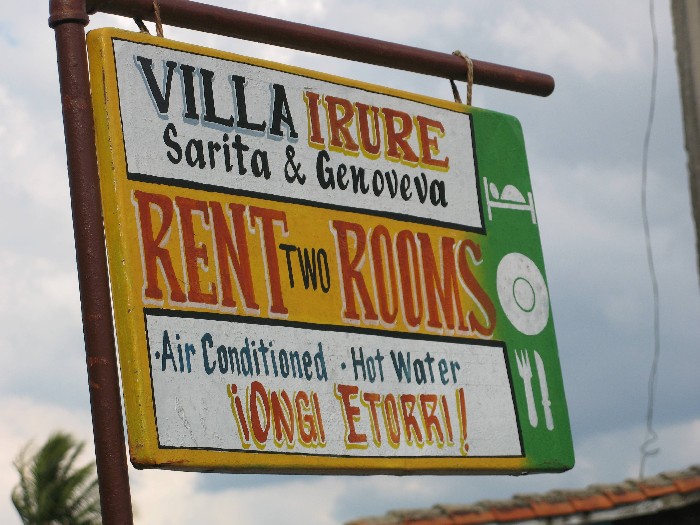 VILLA IRURE
Sarita & Genoveva
RENT TWO ROOMS
·Air Conditioned ·Hot Water
¡ONGI ETORRI!